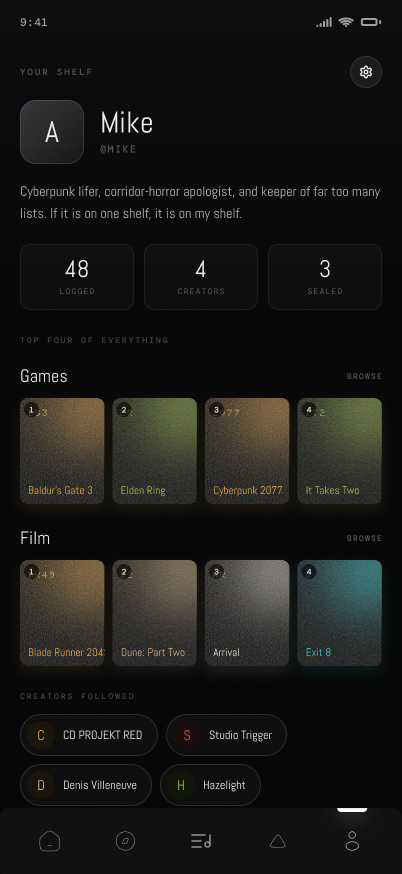 9:41
YOUR SHELF
A
Mike
@MIKE
Cyberpunk lifer, corridor-horror apologist, and keeper of far too many
lists. If it is on one shelf, it is on my shelf.
48
LOGGED
4
CREATORS
3
SEALED
TOP FOUR OF EVERYTHING
Games
BROWSE
1
2
3
4
Baldur's Gate 3
Elden Ring
Cyberpunk 2077
It Takes Two
Film
BROWSE
1
2
3
4
Blade Runner 204
Dune: Part Two
Arrival
Exit 8
CREATORS FOLLOWED
C CD PROJEKT RED
S Studio Trigger
D Denis Villeneuve
H Hazelight